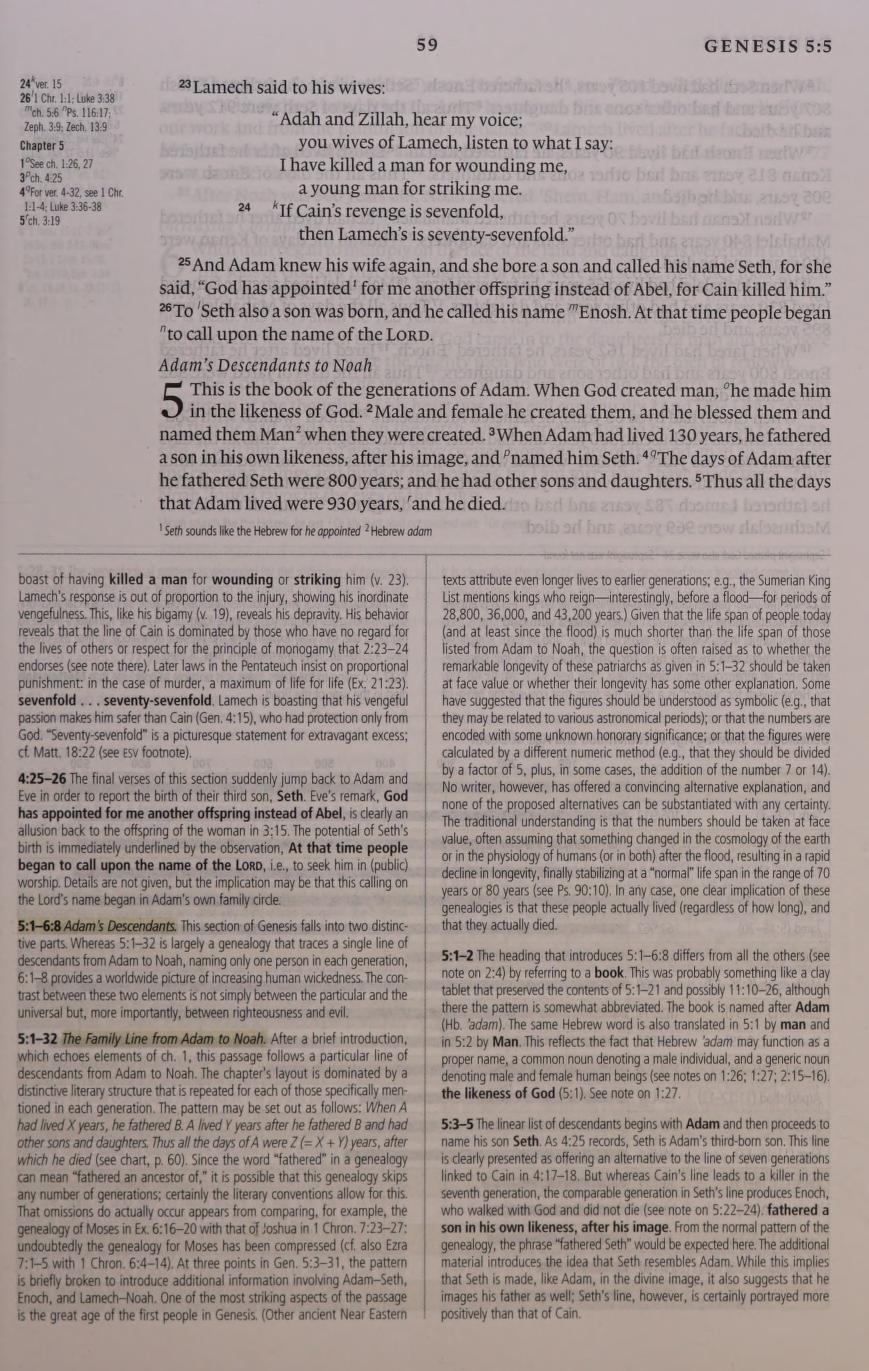 59
GENESIS 5:5
24 k ver. 15
26 l 1 Chr. 1:1; Luke 3:38
m ch. 5:6 n Ps. 116:17;
Zeph. 3:9; Zech. 13:9
Chapter 5
1 o See ch. 1:26, 27
3 p ch. 4:25
4 q For ver. 4-32, see 1 Chr.
1:1-4; Luke 3:36-38
5 r ch. 3:19
23 Lamech said to his wives:
“Adah and Zillah, hear my voice;
you wives of Lamech, listen to what I say:
I have killed a man for wounding me,
a young man for striking me.
24 k If Cain's revenge is sevenfold,
then Lamech's is seventy-sevenfold.”
25 And Adam knew his wife again, and she bore a son and called his name Seth, for she
said, “God has appointed¹ for me another offspring instead of Abel, for Cain killed him.”
26 To l Seth also a son was born, and he called his name m Enosh. At that time people began
n to call upon the name of the LORD.
Adam's Descendants to Noah
5 This is the book of the generations of Adam. When God created man, o he made him
in the likeness of God. 2 Male and female he created them, and he blessed them and
named them Man² when they were created. 3 When Adam had lived 130 years, he fathered
a son in his own likeness, after his image, and p named him Seth. 4 q The days of Adam after
he fathered Seth were 800 years; and he had other sons and daughters. 5 Thus all the days
that Adam lived were 930 years, r and he died.
¹ Seth sounds like the Hebrew for he appointed ² Hebrew adam
boast of having killed a man for wounding or striking him (v. 23).
Lamech's response is out of proportion to the injury, showing his inordinate
vengefulness. This, like his bigamy (v. 19), reveals his depravity. His behavior
reveals that the line of Cain is dominated by those who have no regard for
the lives of others or respect for the principle of monogamy that 2:23–24
endorses (see note there). Later laws in the Pentateuch insist on proportional
punishment: in the case of murder, a maximum of life for life (Ex. 21:23).
sevenfold . . . seventy-sevenfold. Lamech is boasting that his vengeful
passion makes him safer than Cain (Gen. 4:15), who had protection only from
God. “Seventy-sevenfold” is a picturesque statement for extravagant excess;
cf. Matt. 18:22 (see ESV footnote).
4:25–26 The final verses of this section suddenly jump back to Adam and
Eve in order to report the birth of their third son, Seth. Eve's remark, God
has appointed for me another offspring instead of Abel, is clearly an
allusion back to the offspring of the woman in 3:15. The potential of Seth's
birth is immediately underlined by the observation, At that time people
began to call upon the name of the LORD, i.e., to seek him in (public)
worship. Details are not given, but the implication may be that this calling on
the Lord's name began in Adam's own family circle.
5:1–6:8 Adam's Descendants. This section of Genesis falls into two distinc-
tive parts. Whereas 5:1–32 is largely a genealogy that traces a single line of
descendants from Adam to Noah, naming only one person in each generation,
6:1–8 provides a worldwide picture of increasing human wickedness. The con-
trast between these two elements is not simply between the particular and the
universal but, more importantly, between righteousness and evil.
5:1–32 The Family Line from Adam to Noah. After a brief introduction,
which echoes elements of ch. 1, this passage follows a particular line of
descendants from Adam to Noah. The chapter's layout is dominated by a
distinctive literary structure that is repeated for each of those specifically men-
tioned in each generation. The pattern may be set out as follows: When A
had lived X years, he fathered B. A lived Y years after he fathered B and had
other sons and daughters. Thus all the days of A were Z (= X + Y) years, after
which he died (see chart, p. 60). Since the word “fathered” in a genealogy
can mean “fathered an ancestor of,” it is possible that this genealogy skips
any number of generations; certainly the literary conventions allow for this.
That omissions do actually occur appears from comparing, for example, the
genealogy of Moses in Ex. 6:16–20 with that of Joshua in 1 Chron. 7:23–27:
undoubtedly the genealogy for Moses has been compressed (cf. also Ezra
7:1–5 with 1 Chron. 6:4–14). At three points in Gen. 5:3–31, the pattern
is briefly broken to introduce additional information involving Adam–Seth,
Enoch, and Lamech–Noah. One of the most striking aspects of the passage
is the great age of the first people in Genesis. (Other ancient Near Eastern
texts attribute even longer lives to earlier generations; e.g., the Sumerian King
List mentions kings who reign—interestingly, before a flood—for periods of
28,800, 36,000, and 43,200 years.) Given that the life span of people today
(and at least since the flood) is much shorter than the life span of those
listed from Adam to Noah, the question is often raised as to whether the
remarkable longevity of these patriarchs as given in 5:1–32 should be taken
at face value or whether their longevity has some other explanation. Some
have suggested that the figures should be understood as symbolic (e.g., that
they may be related to various astronomical periods); or that the numbers are
encoded with some unknown honorary significance; or that the figures were
calculated by a different numeric method (e.g., that they should be divided
by a factor of 5, plus, in some cases, the addition of the number 7 or 14).
No writer, however, has offered a convincing alternative explanation, and
none of the proposed alternatives can be substantiated with any certainty.
The traditional understanding is that the numbers should be taken at face
value, often assuming that something changed in the cosmology of the earth
or in the physiology of humans (or in both) after the flood, resulting in a rapid
decline in longevity, finally stabilizing at a “normal” life span in the range of 70
years or 80 years (see Ps. 90:10). In any case, one clear implication of these
genealogies is that these people actually lived (regardless of how long), and
that they actually died.
5:1–2 The heading that introduces 5:1–6:8 differs from all the others (see
note on 2:4) by referring to a book. This was probably something like a clay
tablet that preserved the contents of 5:1–21 and possibly 11:10–26, although
there the pattern is somewhat abbreviated. The book is named after Adam
(Hb. 'adam). The same Hebrew word is also translated in 5:1 by man and
in 5:2 by Man. This reflects the fact that Hebrew 'adam may function as a
proper name, a common noun denoting a male individual, and a generic noun
denoting male and female human beings (see notes on 1:26; 1:27; 2:15–16).
the likeness of God (5:1). See note on 1:27.
5:3–5 The linear list of descendants begins with Adam and then proceeds to
name his son Seth. As 4:25 records, Seth is Adam's third-born son. This line
is clearly presented as offering an alternative to the line of seven generations
linked to Cain in 4:17–18. But whereas Cain's line leads to a killer in the
seventh generation, the comparable generation in Seth's line produces Enoch,
who walked with God and did not die (see note on 5:22–24). fathered a
son in his own likeness, after his image. From the normal pattern of the
genealogy, the phrase “fathered Seth” would be expected here. The additional
material introduces the idea that Seth resembles Adam. While this implies
that Seth is made, like Adam, in the divine image, it also suggests that he
images his father as well; Seth's line, however, is certainly portrayed more
positively than that of Cain.